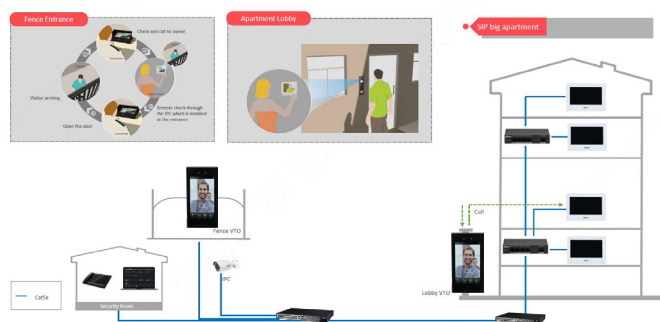 Fence Entrance
Check and call to owner
Visitor arriving
Remote check through
the IPC which is installed
at the entrance
Open the door
Apartment Lobby
SIP big apartment
Call
Fence VTO
IPC
Lobby VTO
Cat5e
Security Room